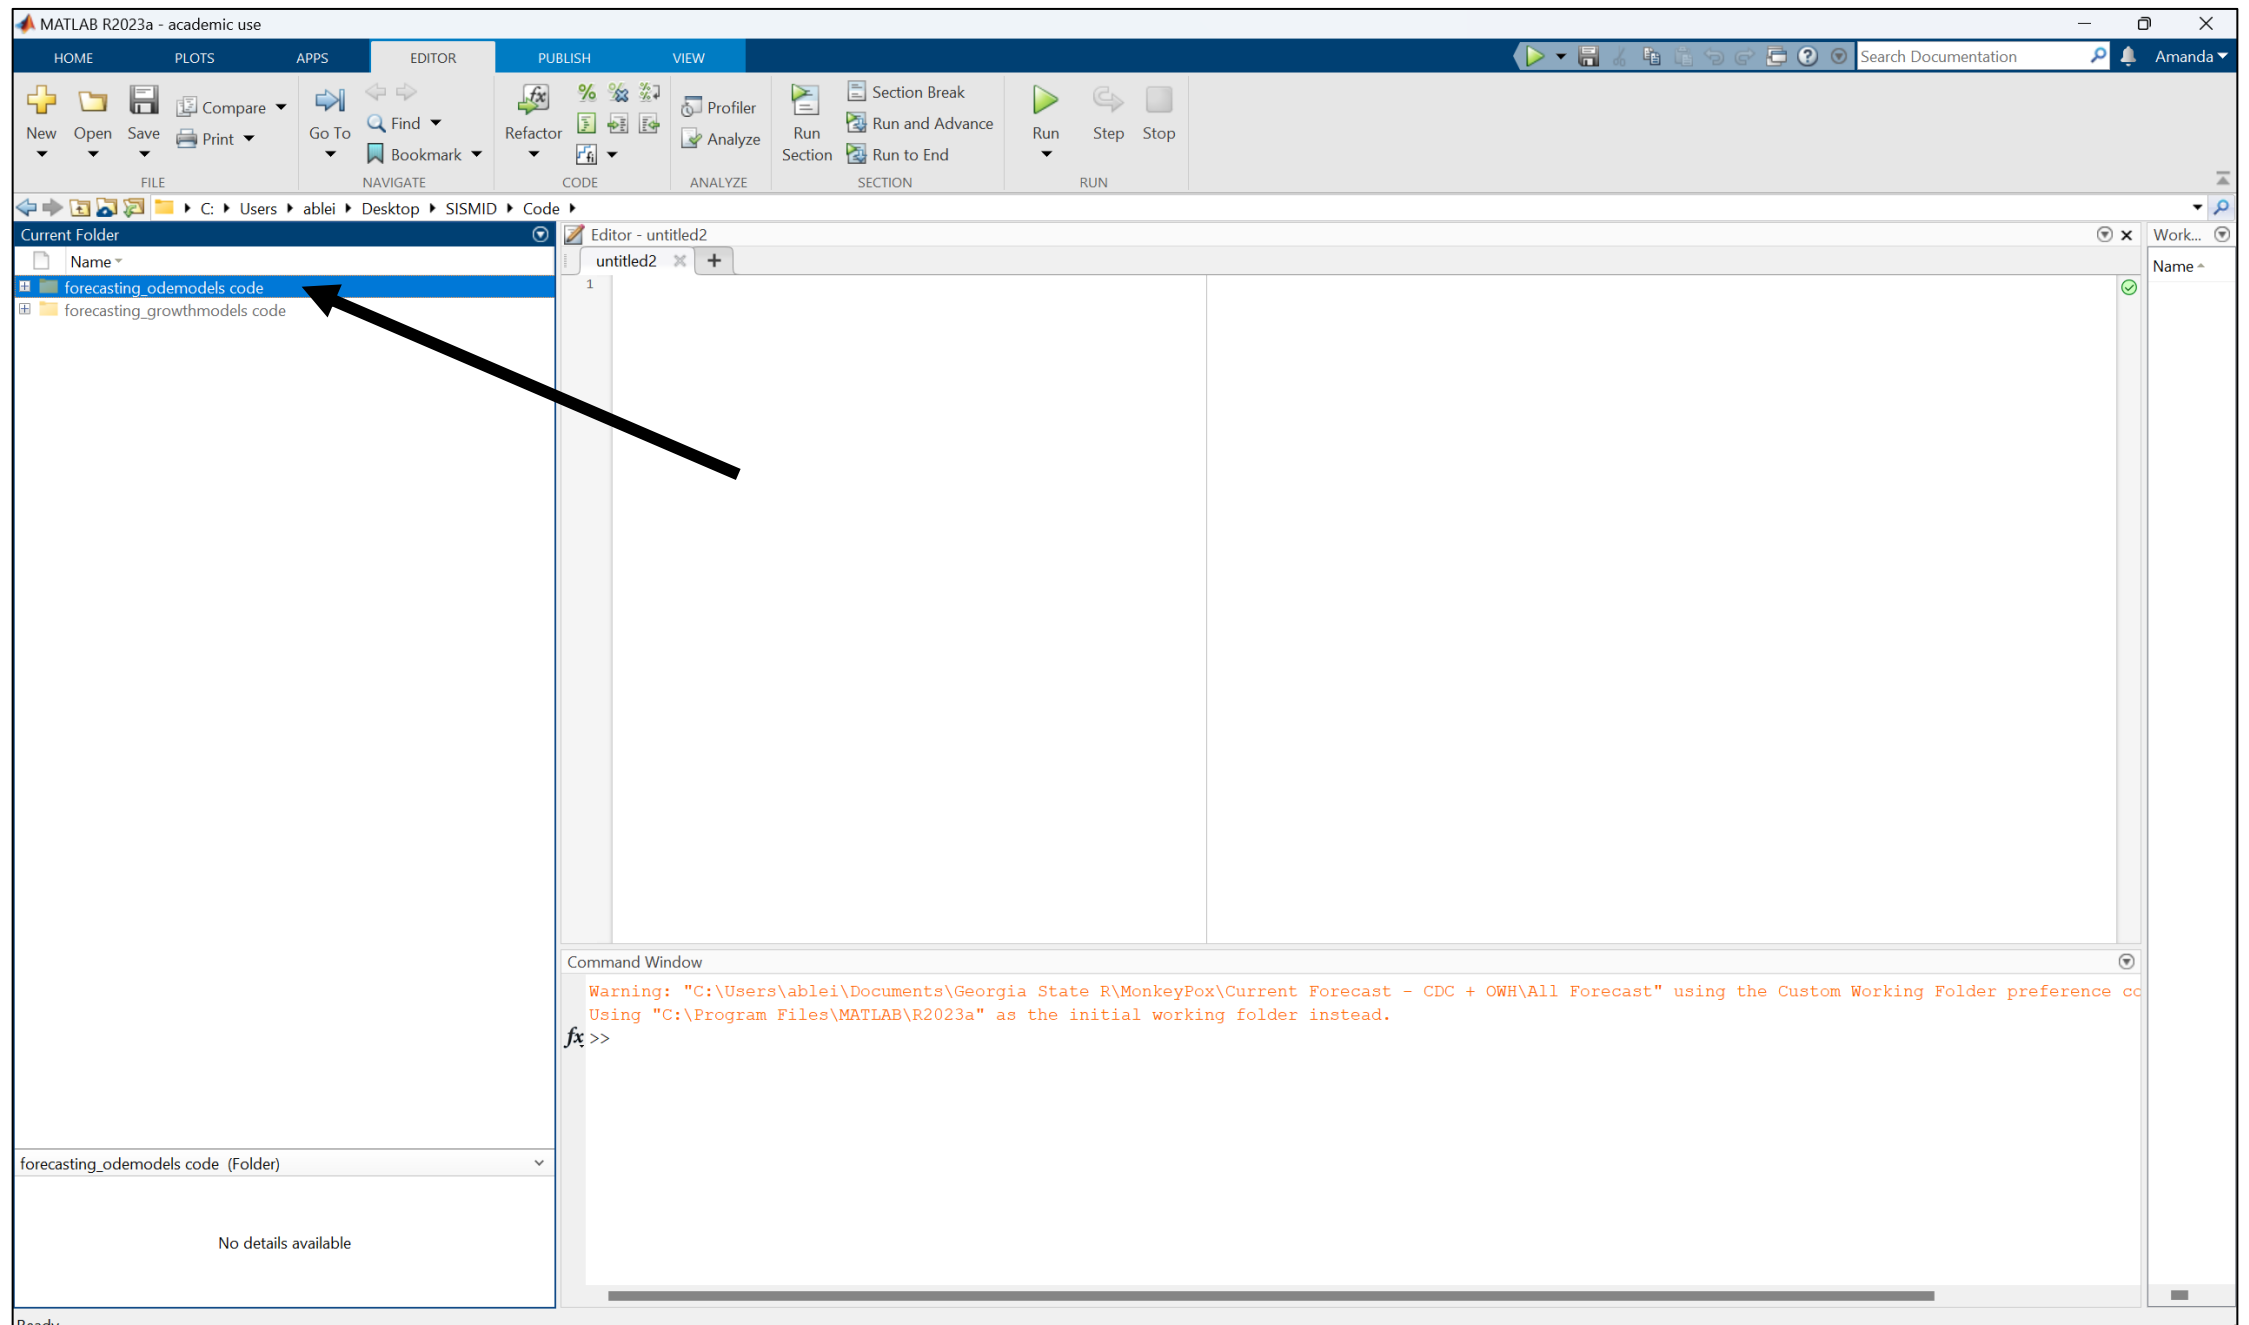 MATLAB R2023a - academic use
HOME PLOTS APPS EDITOR PUBLISH VIEW Search Documentation Amanda
New Open Save Compare Print FILE
Go To Find Bookmark NAVIGATE
Refactor CODE
Profiler Analyze ANALYZE
Run Section Section Break Run and Advance Run to End SECTION
Run Step Stop RUN
C: Users ablei Desktop SISMID Code
Current Folder
Name
forecasting_odemodels code
forecasting_growthmodels code
forecasting_odemodels code (Folder)
No details available
Editor - untitled2
untitled2 +
1
Command Window
Warning: "C:\Users\ablei\Documents\Georgia State R\MonkeyPox\Current Forecast - CDC + OWH\All Forecast" using the Custom Working Folder preference co
Using "C:\Program Files\MATLAB\R2023a" as the initial working folder instead.
fx >>
Work...
Name
Ready